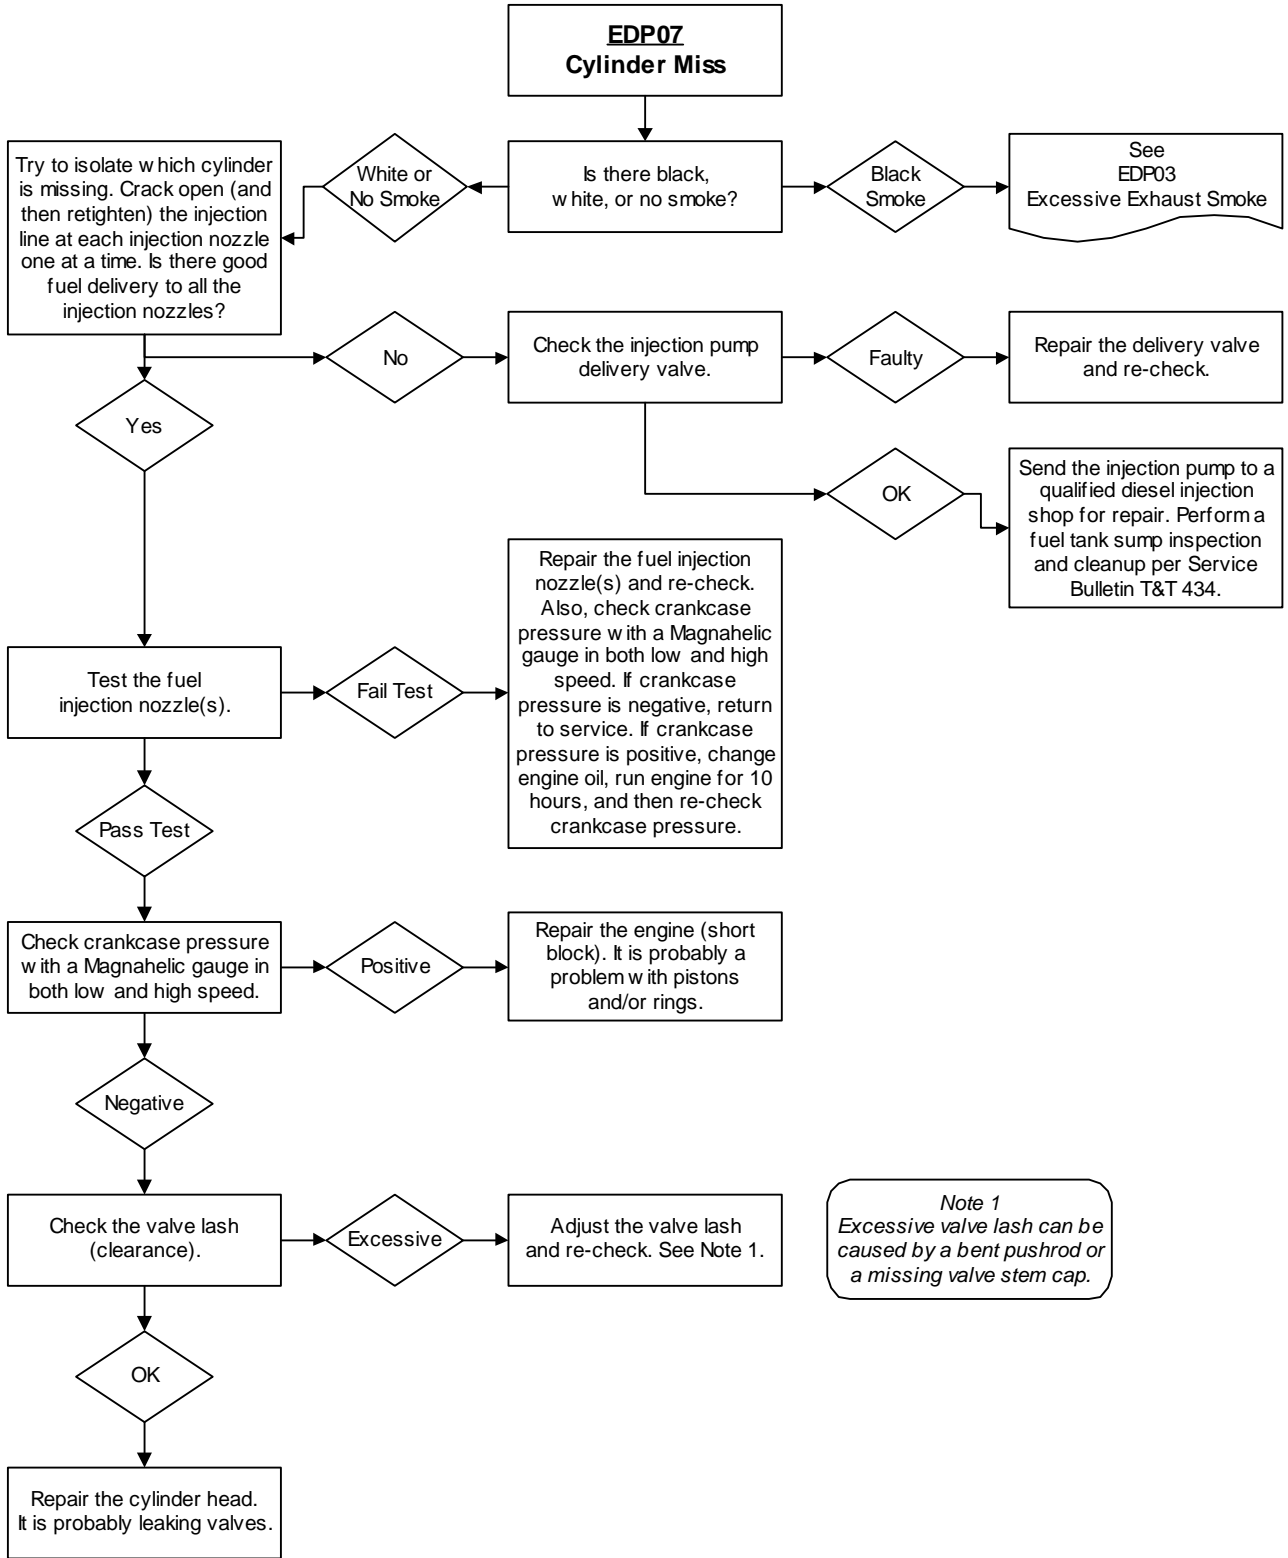 EDP07
Cylinder Miss
Is there black,
white, or no smoke?
Black
Smoke
See
EDP03
Excessive Exhaust Smoke
White or
No Smoke
Try to isolate which cylinder
is missing. Crack open (and
then retighten) the injection
line at each injection nozzle
one at a time. Is there good
fuel delivery to all the
injection nozzles?
No
Check the injection pump
delivery valve.
Faulty
Repair the delivery valve
and re-check.
OK
Send the injection pump to a
qualified diesel injection
shop for repair. Perform a
fuel tank sump inspection
and cleanup per Service
Bulletin T&T 434.
Yes
Test the fuel
injection nozzle(s).
Fail Test
Repair the fuel injection
nozzle(s) and re-check.
Also, check crankcase
pressure with a Magnahelic
gauge in both low and high
speed. If crankcase
pressure is negative, return
to service. If crankcase
pressure is positive, change
engine oil, run engine for 10
hours, and then re-check
crankcase pressure.
Pass Test
Check crankcase pressure
with a Magnahelic gauge in
both low and high speed.
Positive
Repair the engine (short
block). It is probably a
problem with pistons
and/or rings.
Negative
Check the valve lash
(clearance).
Excessive
Adjust the valve lash
and re-check. See Note 1.
Note 1
Excessive valve lash can be
caused by a bent pushrod or
a missing valve stem cap.
OK
Repair the cylinder head.
It is probably leaking valves.